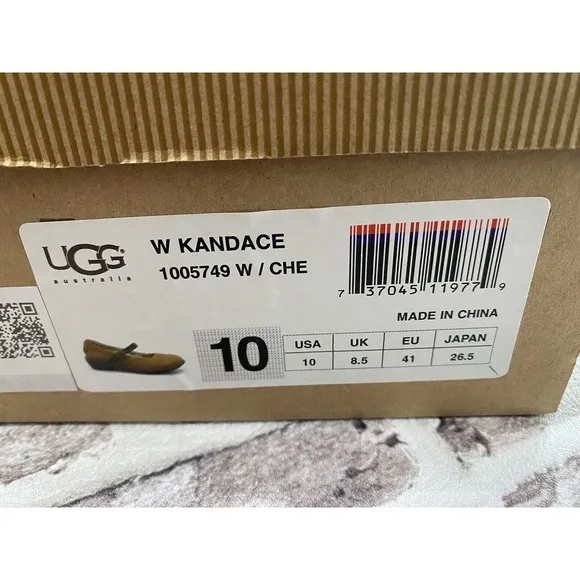 UGG
australia
W KANDACE
1005749 W / CHE
7 37045 11977 9
MADE IN CHINA
10
USA UK EU JAPAN
10 8.5 41 26.5